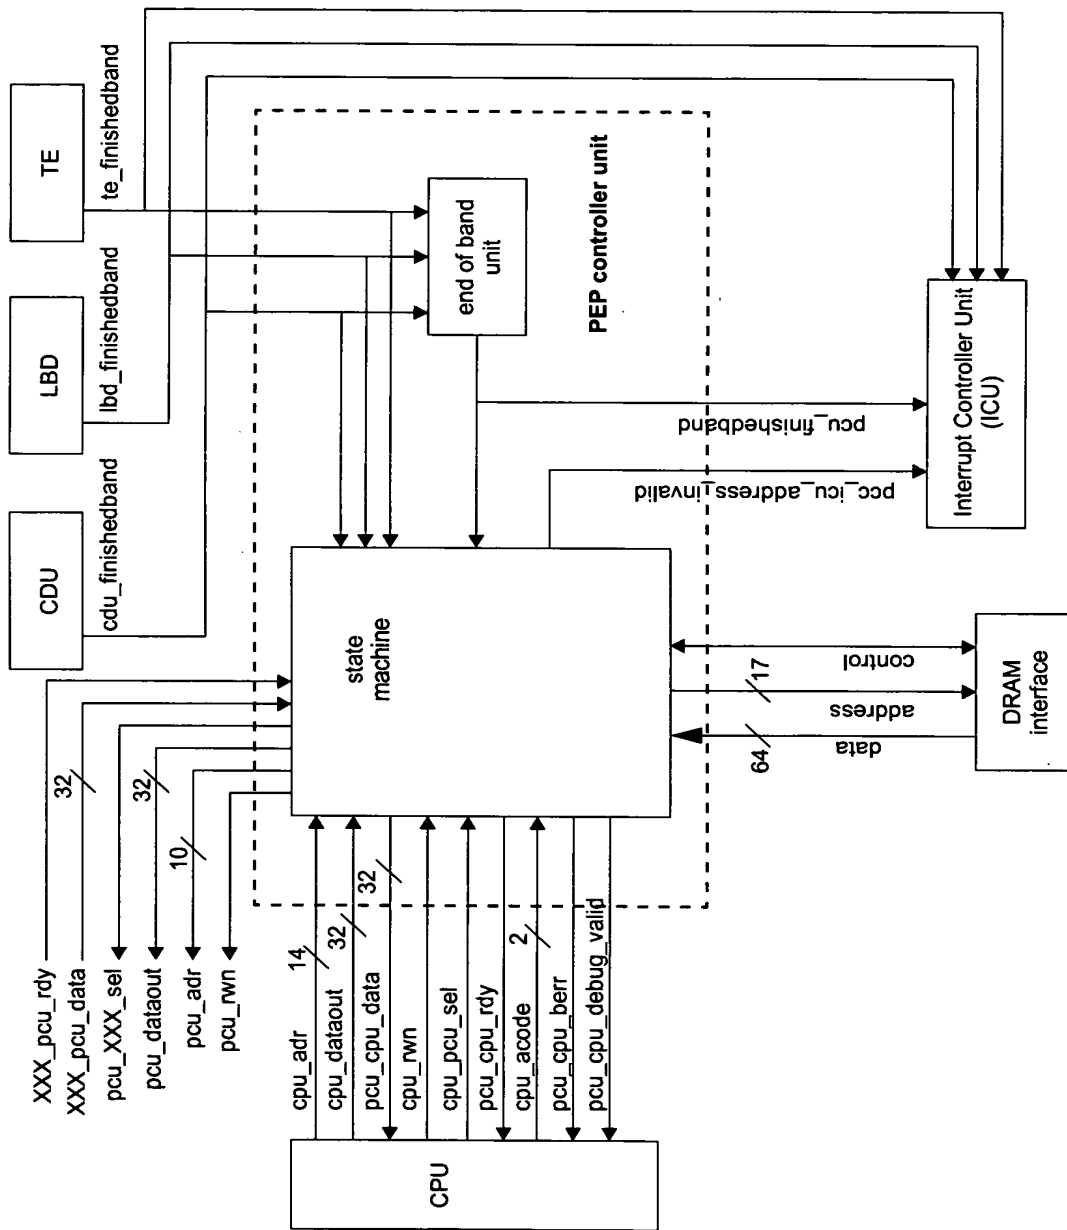 CDU
LBD
TE
cdu_finishedband
lbd_finishedband
te_finishedband
XXX_pcu_rdy
XXX_pcu_data
32
pcu_XXX_sel
pcu_dataout
32
pcu_adr
10
pcu_rwn
cpu_adr
14
cpu_dataout
32
pcu_cpu_data
32
cpu_rwn
cpu_pcu_sel
pcu_cpu_rdy
cpu_acode
2
pcu_cpu_berr
pcu_cpu_debug_valid
CPU
state
machine
end of band
unit
PEP controller unit
pcu_finishedband
pcc_icu_address_invalid
control
17
address
64
data
DRAM
interface
Interrupt Controller Unit
(ICU)